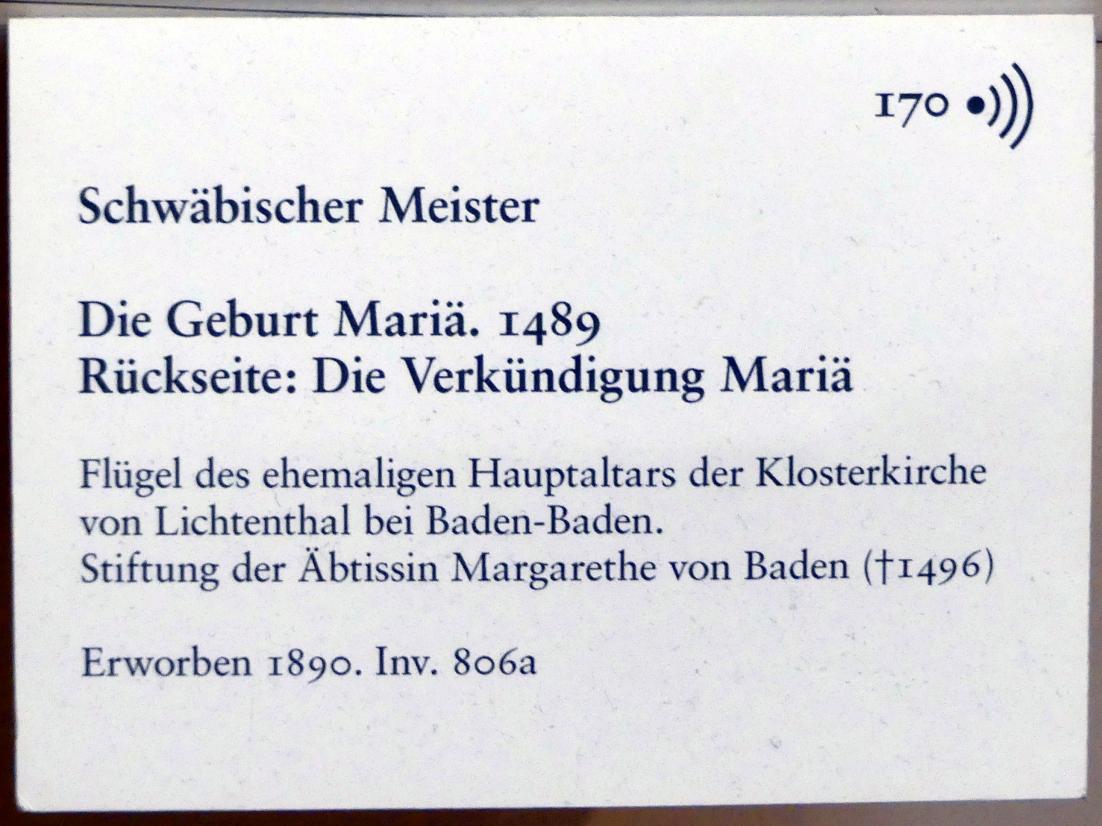 170
Schwäbischer Meister
Die Geburt Mariä. 1489
Rückseite: Die Verkündigung Mariä
Flügel des ehemaligen Hauptaltars der Klosterkirche
von Lichtenthal bei Baden-Baden.
Stiftung der Äbtissin Margarethe von Baden (†1496)
Erworben 1890. Inv. 806a